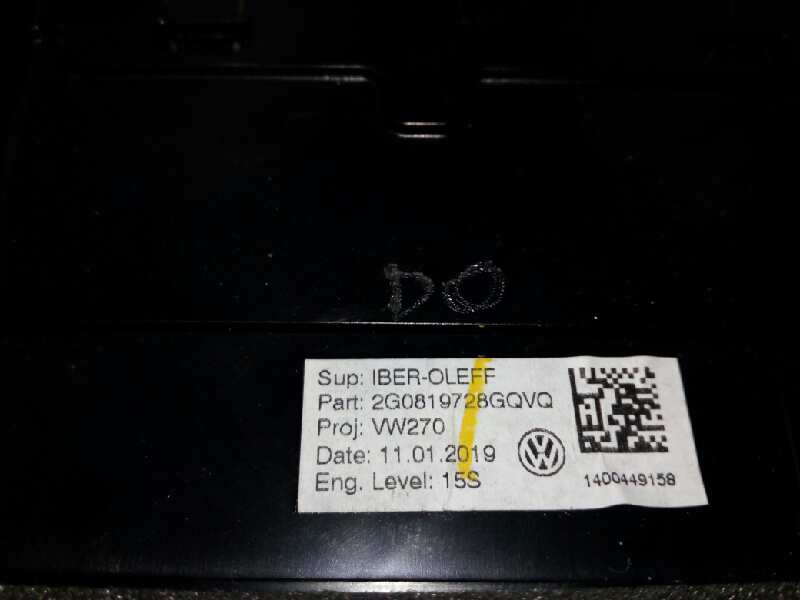 DO
Sup: IBER-OLEFF
Part: 2G0819728GQVQ
Proj: VW270
Date: 11.01.2019
Eng. Level: 15S
1400449158